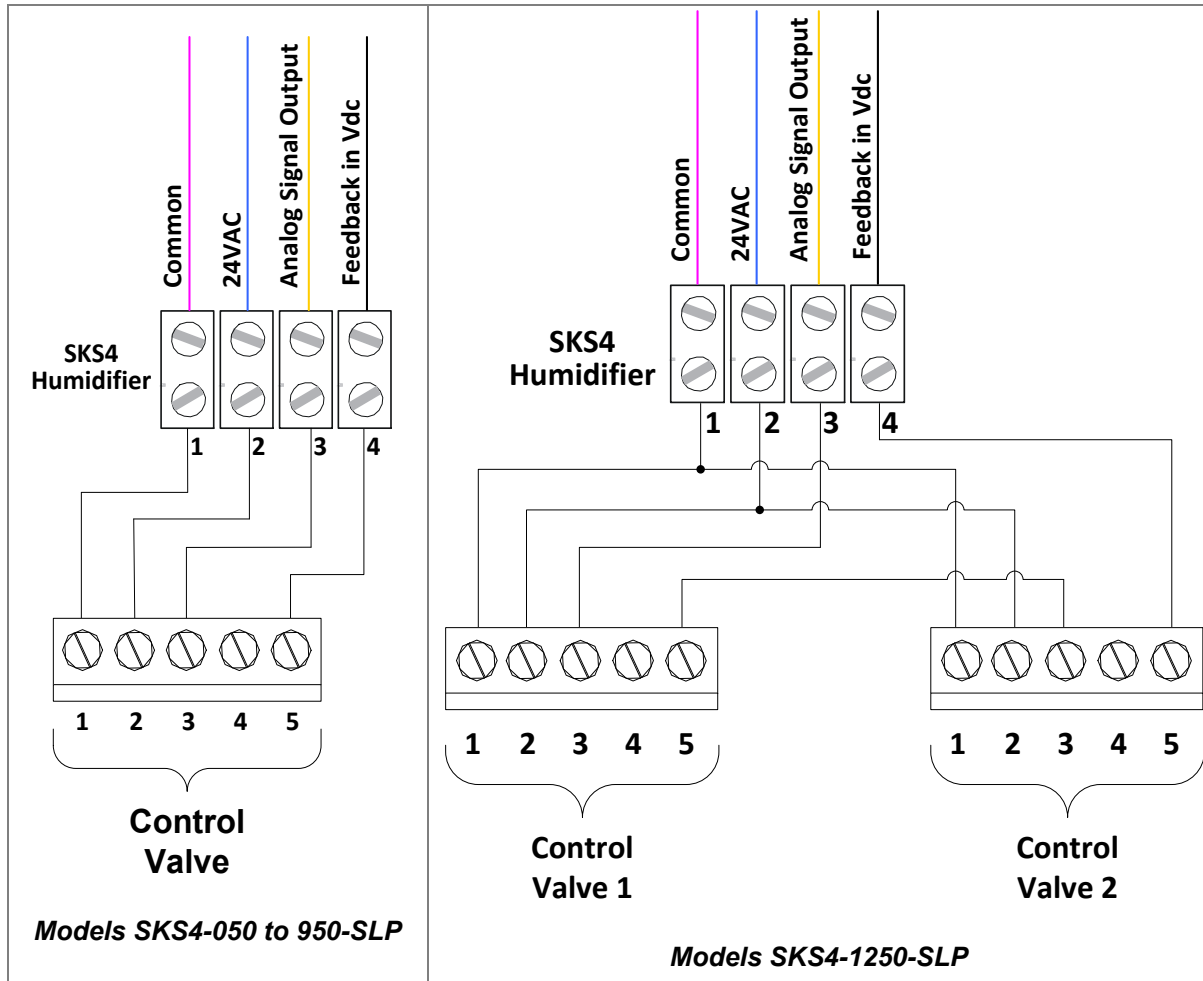 Common
24VAC
Analog Signal Output
Feedback in Vdc
SKS4
Humidifier
1 2 3 4
1 2 3 4 5
Control
Valve
Models SKS4-050 to 950-SLP
Common
24VAC
Analog Signal Output
Feedback in Vdc
SKS4
Humidifier
1 2 3 4
1 2 3 4 5
Control
Valve 1
1 2 3 4 5
Control
Valve 2
Models SKS4-1250-SLP